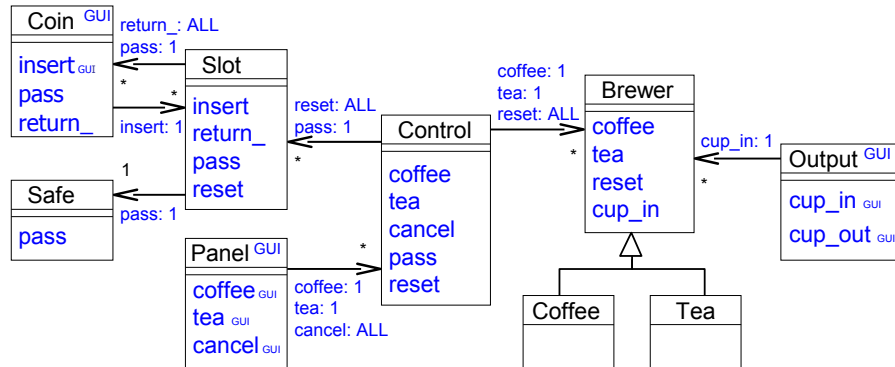 Coin GUI
insert GUI
pass
return_
return_: ALL
pass: 1
*
*
insert: 1
Slot
insert
return_
pass
reset
Safe
pass
1
pass: 1
Panel GUI
coffee GUI
tea GUI
cancel GUI
reset: ALL
pass: 1
*
*
coffee: 1
tea: 1
cancel: ALL
Control
coffee
tea
cancel
pass
reset
coffee: 1
tea: 1
reset: ALL
*
Brewer
coffee
tea
reset
cup_in
cup_in: 1
*
Output GUI
cup_in GUI
cup_out GUI
Coffee
Tea